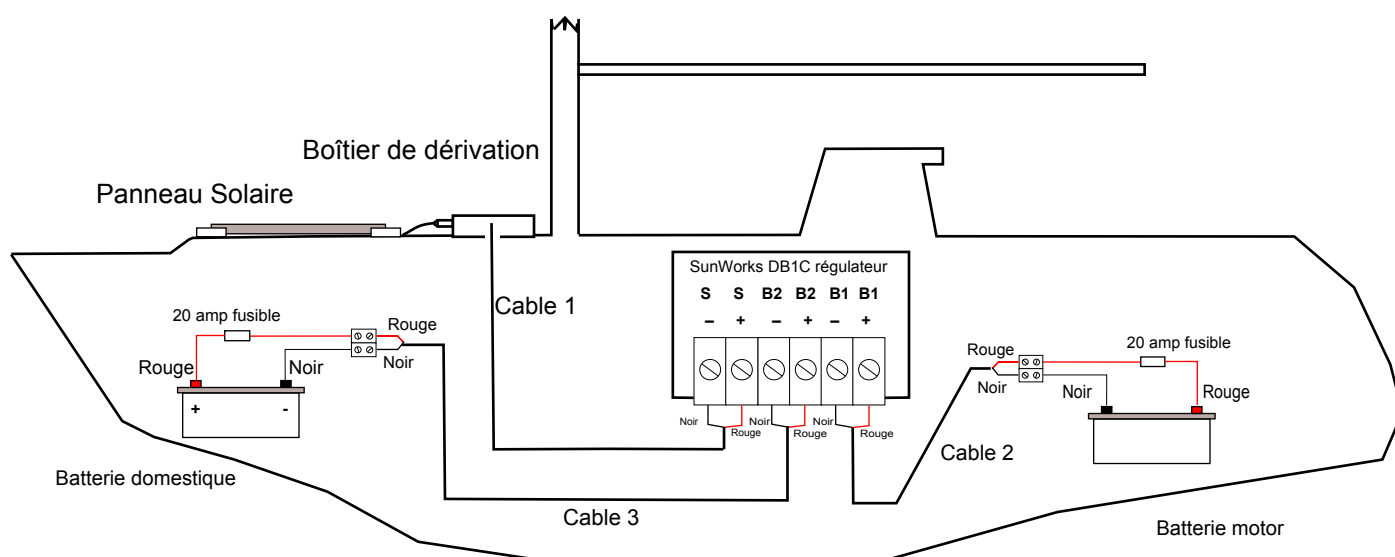 Boîtier de dérivation
Panneau Solaire
SunWorks DB1C régulateur
S S B2 B2 B1 B1
– + – + – +
Cable 1
20 amp fusible
Rouge
Noir
Rouge
Noir
+ -
Batterie domestique
Noir
Rouge
Noir
Rouge
Noir
Rouge
Cable 3
Rouge
Noir
20 amp fusible
Noir
Rouge
Cable 2
Batterie motor